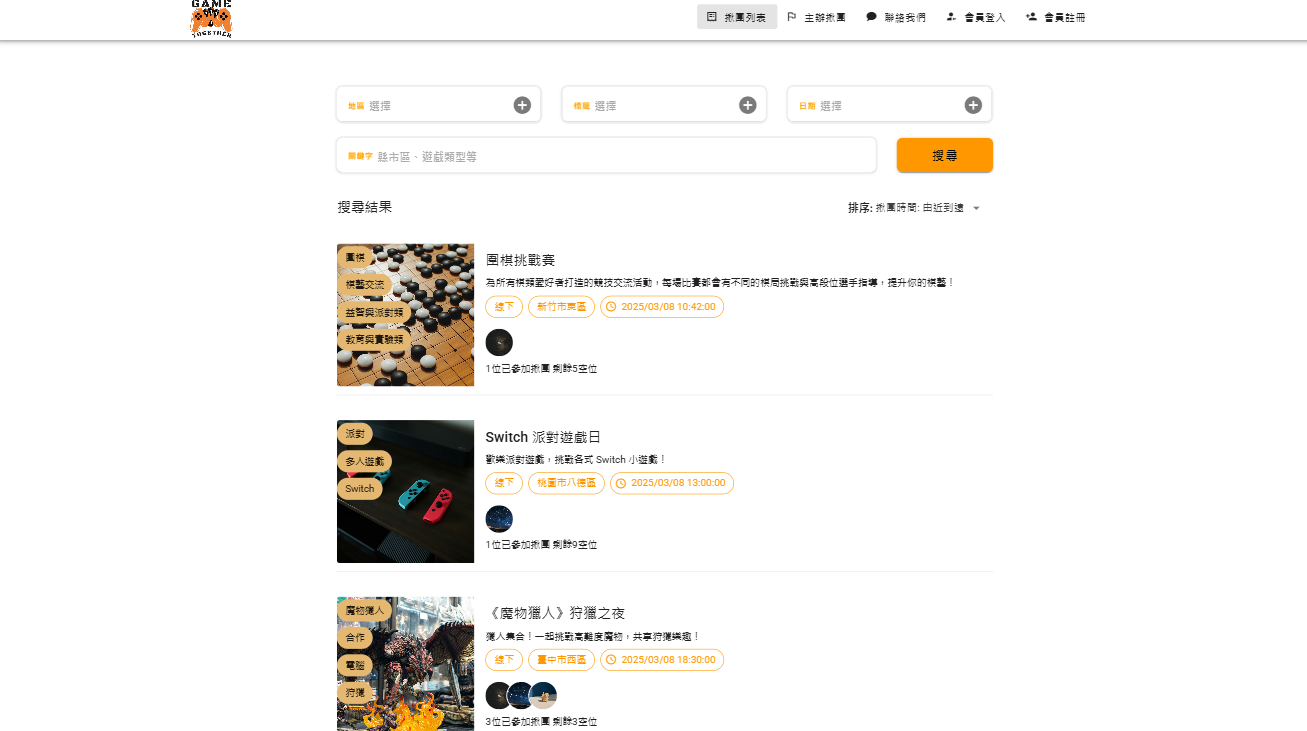 GAME
TOGETHER
揪團列表
主辦揪團
聯絡我們
會員登入
會員註冊
地區 選擇
標籤 選擇
日期 選擇
關鍵字 縣市區、遊戲類型等
搜尋
搜尋結果
排序: 揪團時間: 由近到遠
圍棋
棋藝交流
益智與派對類
教育與實驗類
圍棋挑戰賽
為所有棋類愛好者打造的競技交流活動，每場比賽都會有不同的棋局挑戰與高段位選手指導，提升你的棋藝！
線下 新竹市東區 2025/03/08 10:42:00
1位已參加揪團 剩餘5空位
派對
多人遊戲
Switch
Switch 派對遊戲日
歡樂派對遊戲，挑戰各式 Switch 小遊戲！
線下 桃園市八德區 2025/03/08 13:00:00
1位已參加揪團 剩餘9空位
魔物獵人
合作
電腦
狩獵
《魔物獵人》狩獵之夜
獵人集合！一起挑戰高難度魔物，共享狩獵樂趣！
線下 臺中市西區 2025/03/08 18:30:00
3位已參加揪團 剩餘3空位